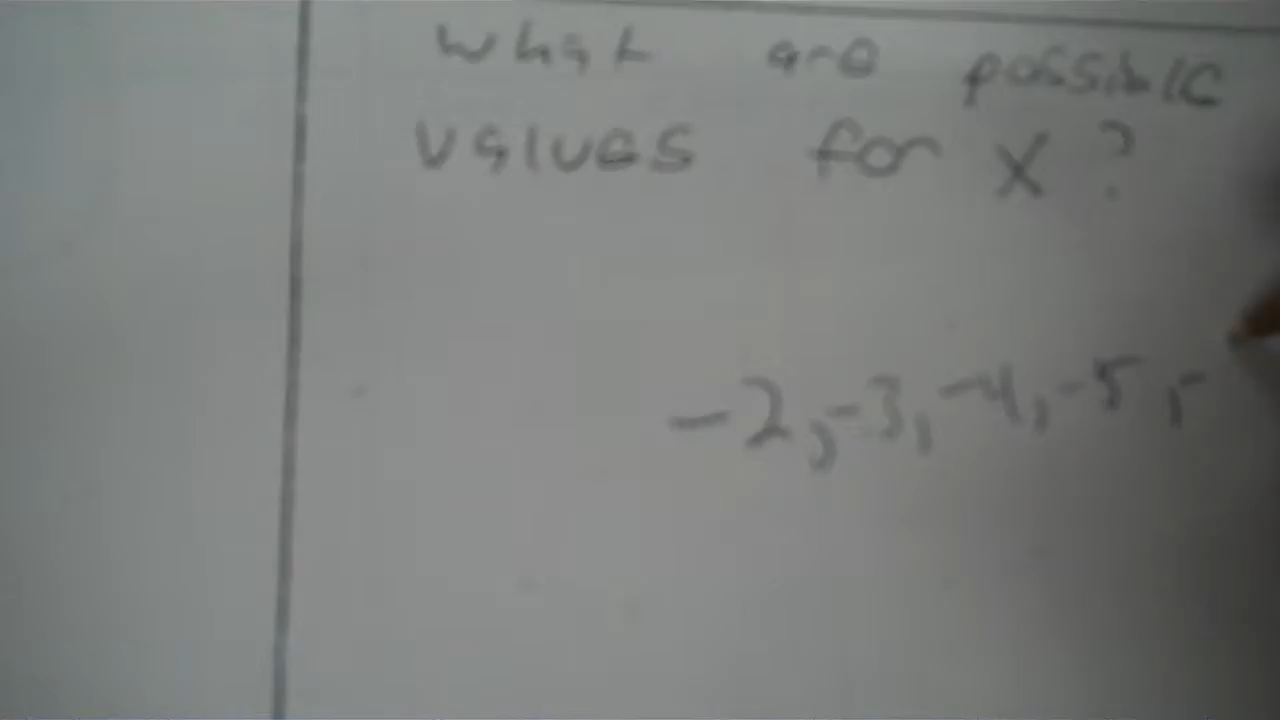 What are possible
values for x?
-2,-3,-4,-5,-